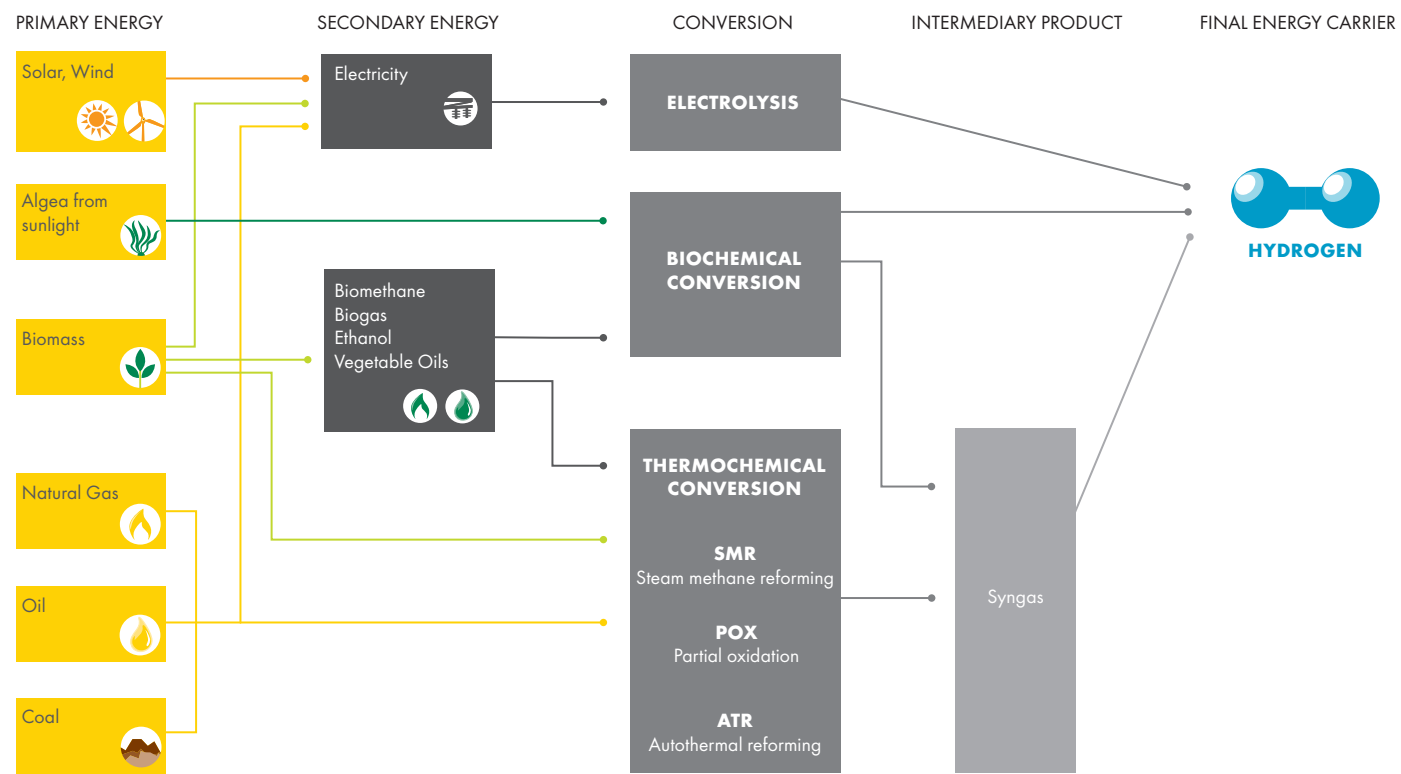 PRIMARY ENERGY
SECONDARY ENERGY
CONVERSION
INTERMEDIARY PRODUCT
FINAL ENERGY CARRIER
Solar, Wind
Algea from
sunlight
Biomass
Natural Gas
Oil
Coal
Electricity
Biomethane
Biogas
Ethanol
Vegetable Oils
ELECTROLYSIS
BIOCHEMICAL
CONVERSION
THERMOCHEMICAL
CONVERSION
SMR
Steam methane reforming
POX
Partial oxidation
ATR
Autothermal reforming
Syngas
HYDROGEN